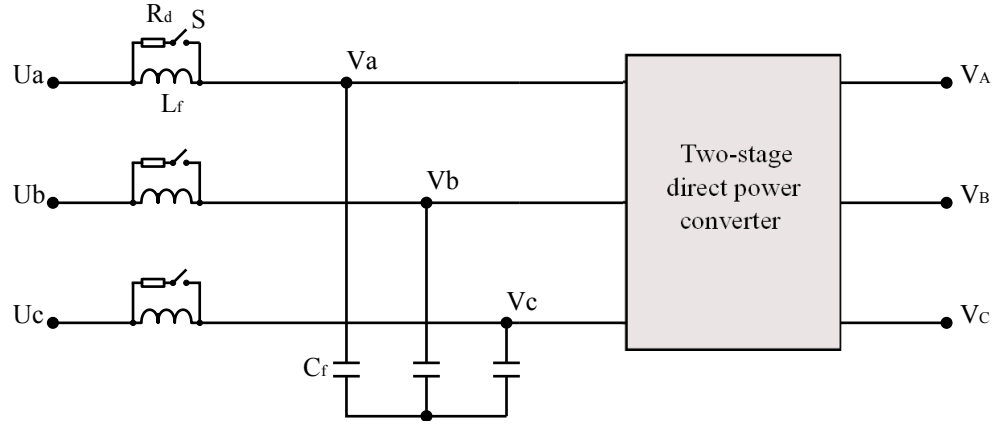 Rd S
Ua
Va
VA
Lf
Ub
Vb
VB
Two-stage
direct power
converter
Uc
Vc
VC
Cf